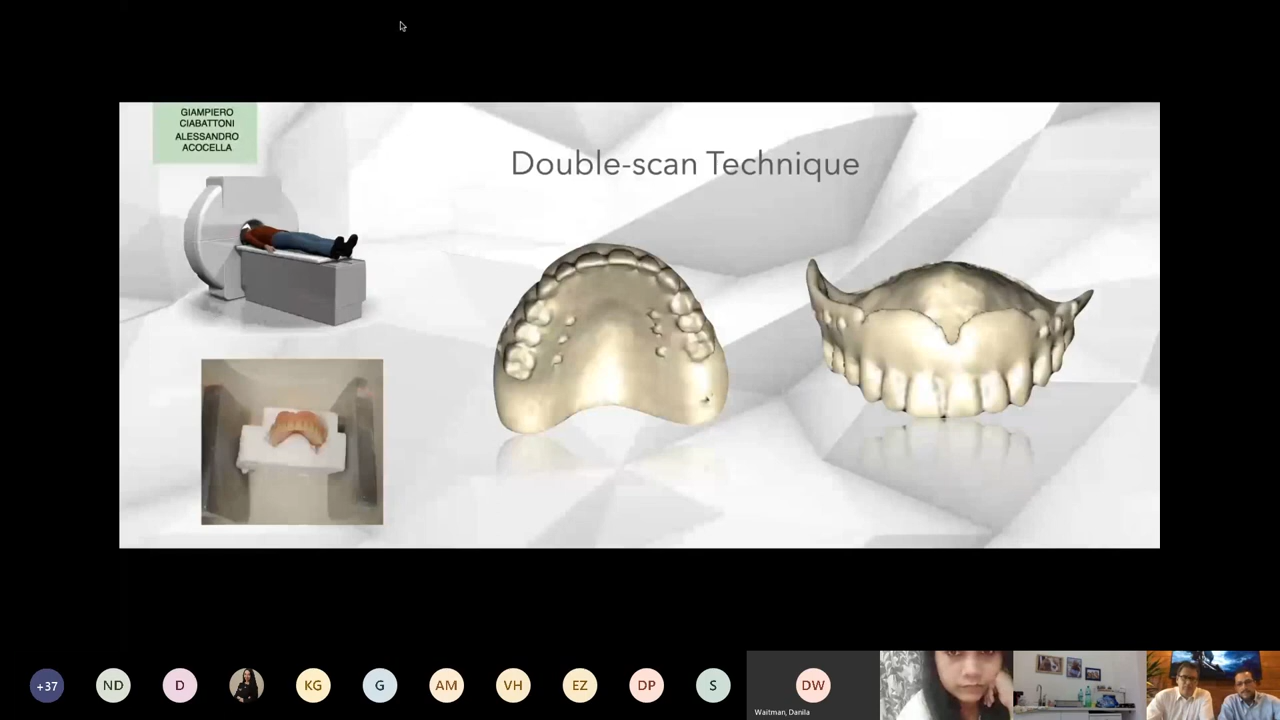 GIAMPIERO
CIABATTONI
ALESSANDRO
ACOCELLA
Double-scan Technique
+37
ND
D
KG
G
AM
VH
EZ
DP
S
DW
Waitman, Danila